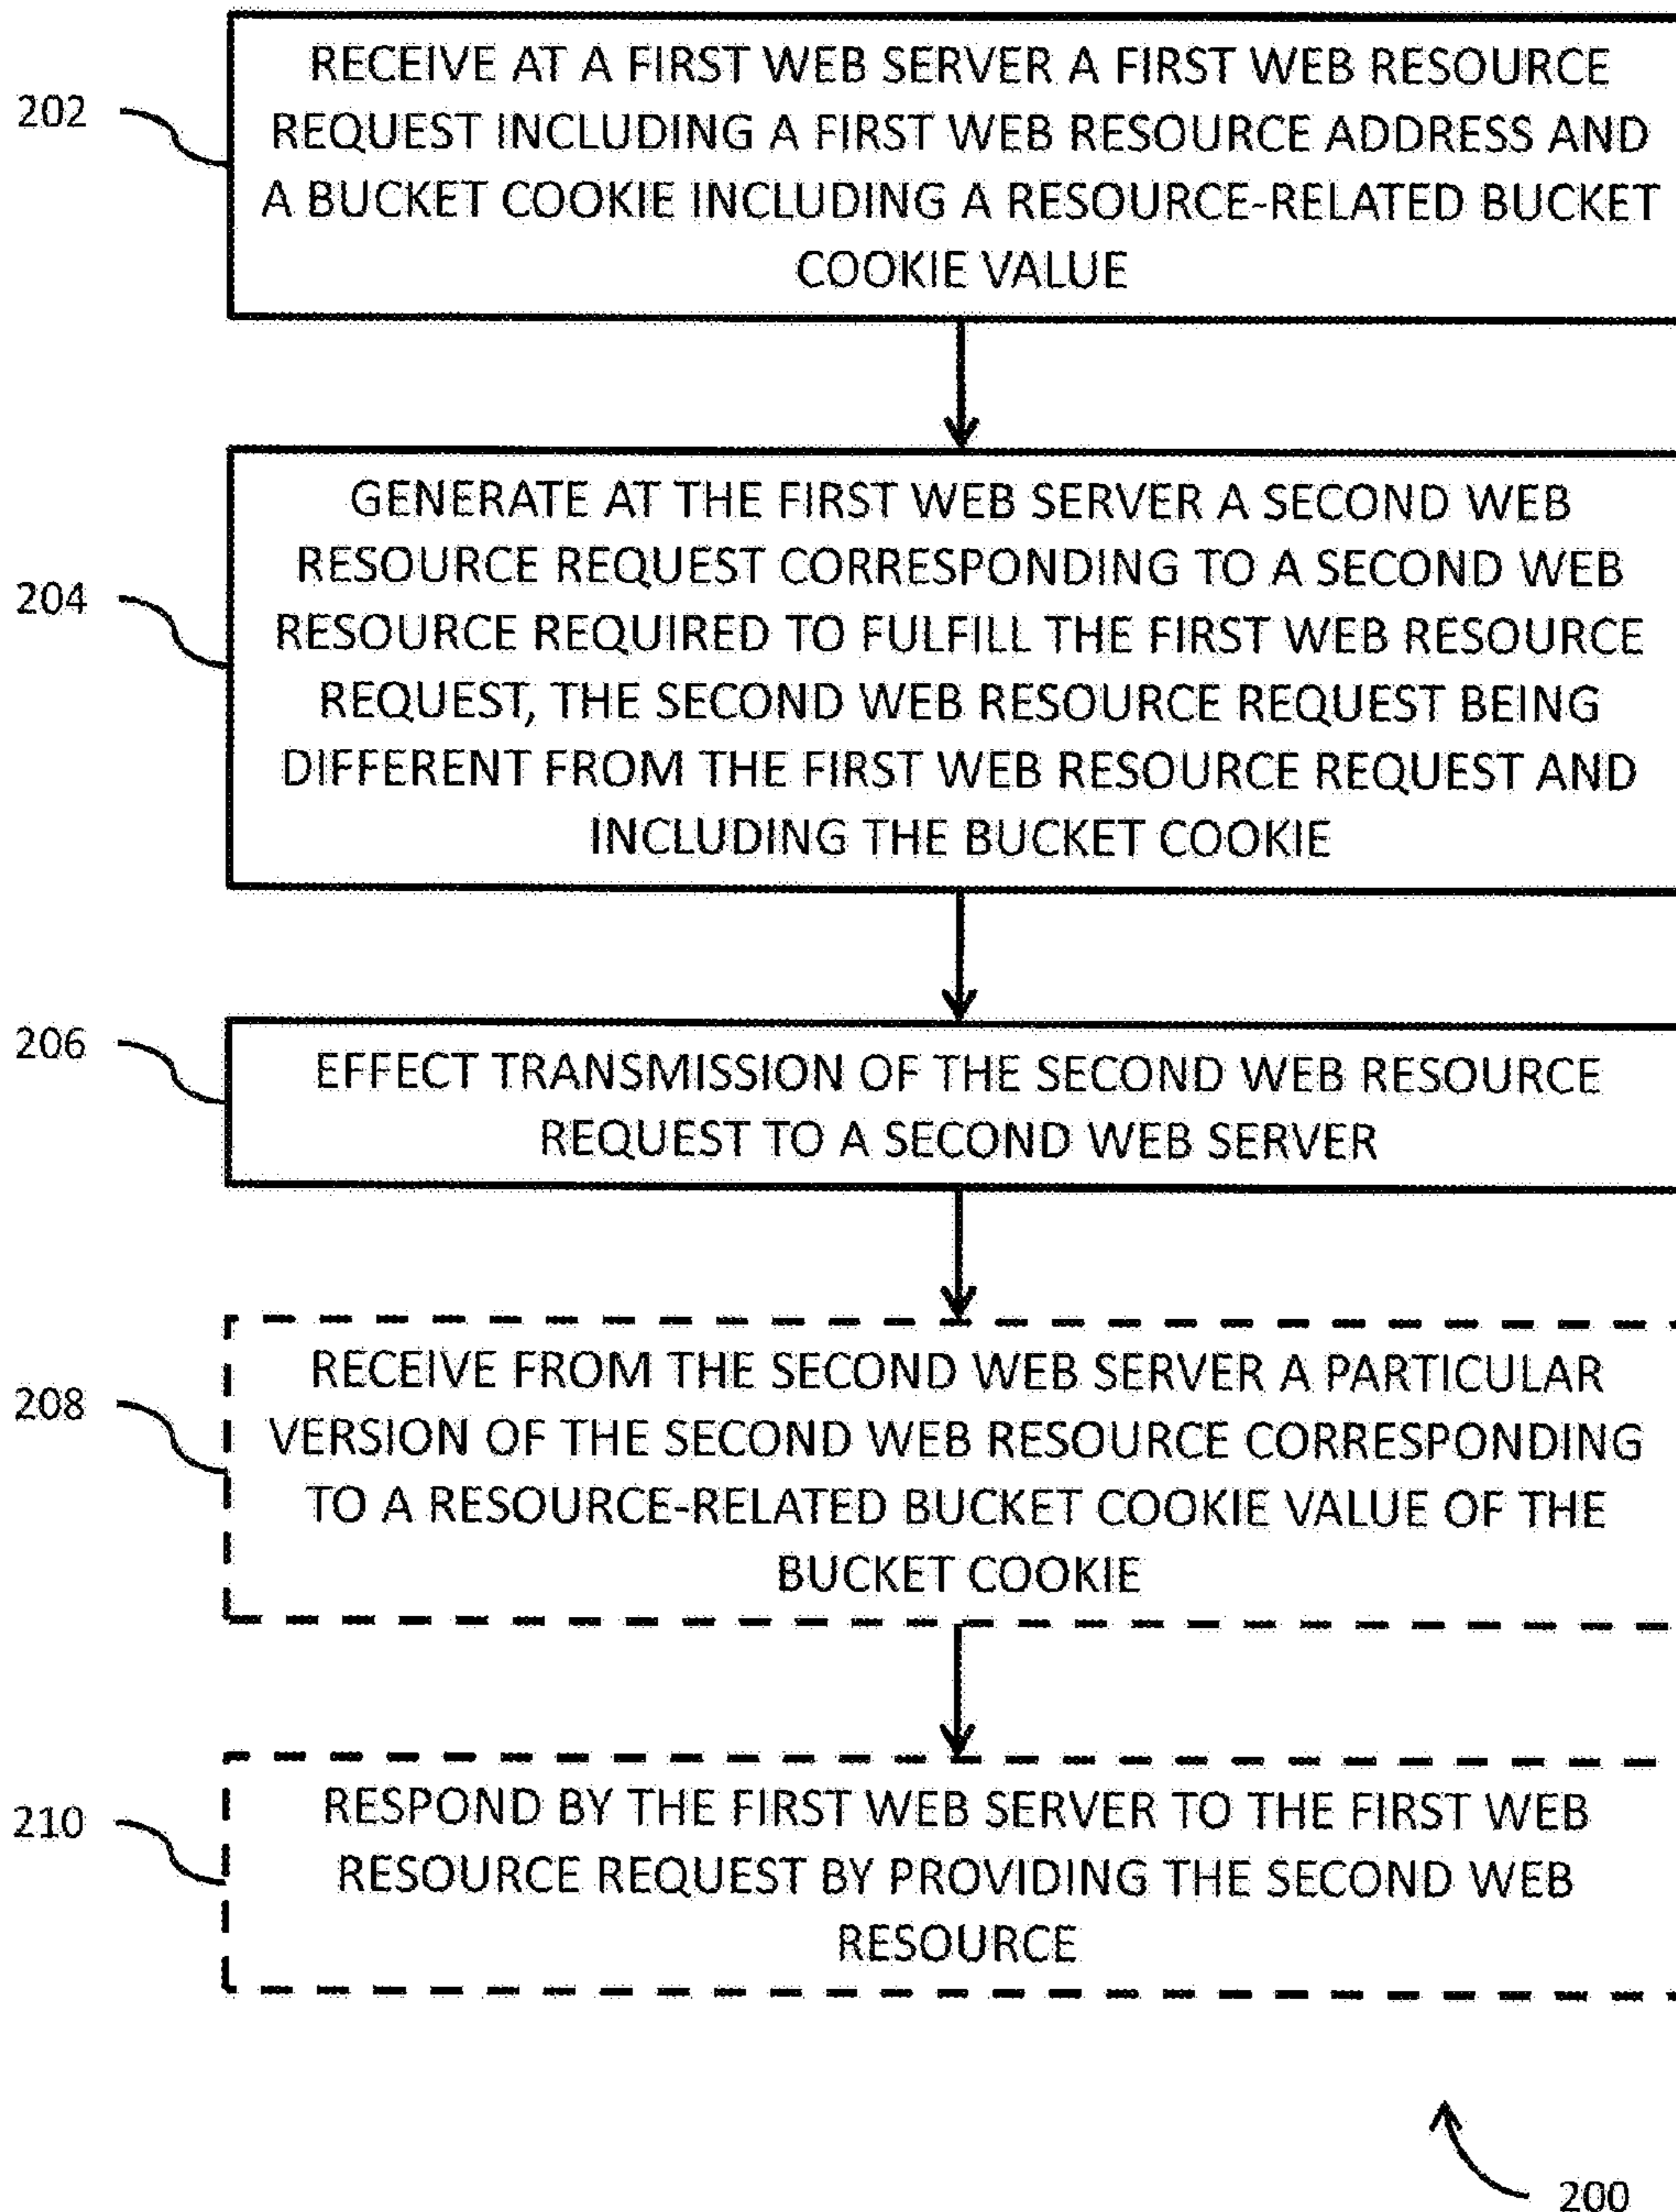 202
RECEIVE AT A FIRST WEB SERVER A FIRST WEB RESOURCE
REQUEST INCLUDING A FIRST WEB RESOURCE ADDRESS AND
A BUCKET COOKIE INCLUDING A RESOURCE-RELATED BUCKET
COOKIE VALUE
204
GENERATE AT THE FIRST WEB SERVER A SECOND WEB
RESOURCE REQUEST CORRESPONDING TO A SECOND WEB
RESOURCE REQUIRED TO FULFILL THE FIRST WEB RESOURCE
REQUEST, THE SECOND WEB RESOURCE REQUEST BEING
DIFFERENT FROM THE FIRST WEB RESOURCE REQUEST AND
INCLUDING THE BUCKET COOKIE
206
EFFECT TRANSMISSION OF THE SECOND WEB RESOURCE
REQUEST TO A SECOND WEB SERVER
208
RECEIVE FROM THE SECOND WEB SERVER A PARTICULAR
VERSION OF THE SECOND WEB RESOURCE CORRESPONDING
TO A RESOURCE-RELATED BUCKET COOKIE VALUE OF THE
BUCKET COOKIE
210
RESPOND BY THE FIRST WEB SERVER TO THE FIRST WEB
RESOURCE REQUEST BY PROVIDING THE SECOND WEB
RESOURCE
200